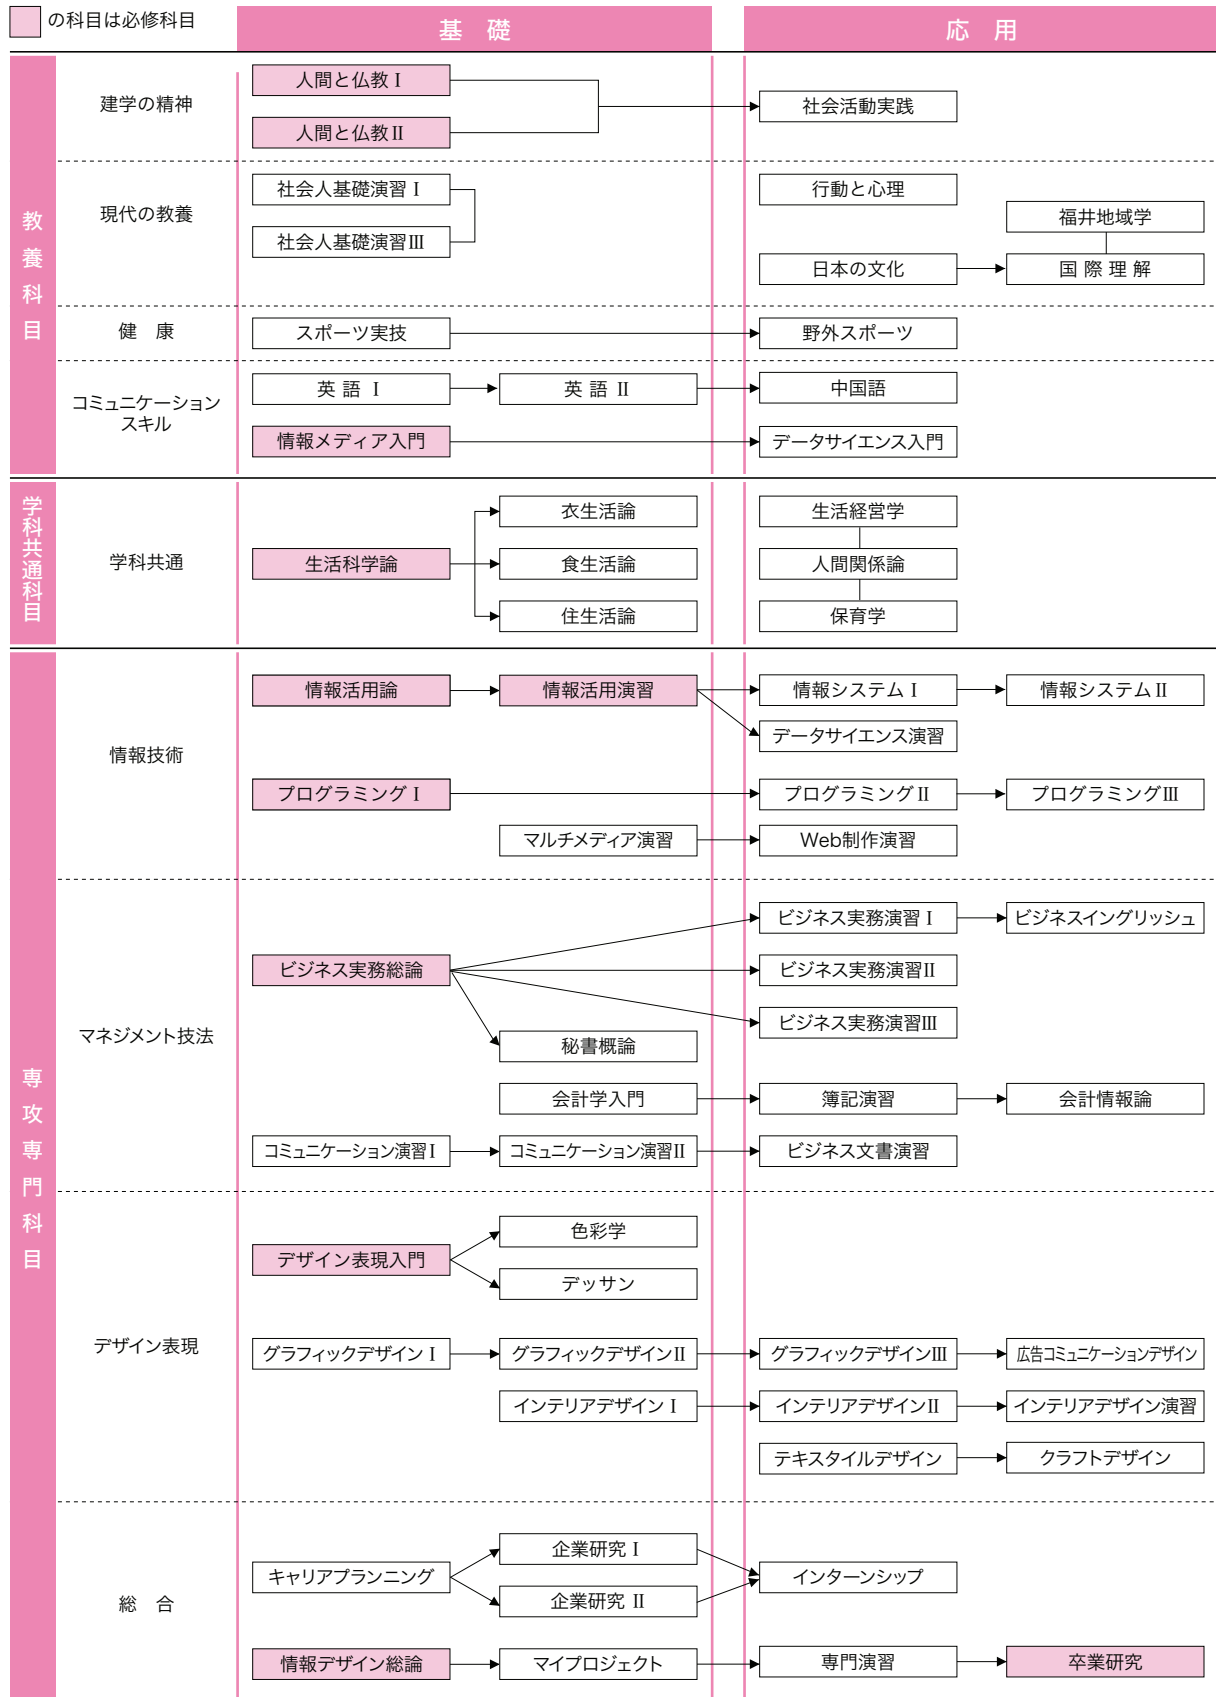 の科目は必修科目
基 礎
応 用
教養科目
建学の精神
人間と仏教 I
人間と仏教 II
社会活動実践
現代の教養
社会人基礎演習 I
社会人基礎演習III
行動と心理
福井地域学
日本の文化
国 際 理 解
健 康
スポーツ実技
野外スポーツ
コミュニケーション
スキル
英 語 I
英 語 II
中国語
情報メディア入門
データサイエンス入門
学科共通科目
学科共通
生活科学論
衣生活論
食生活論
住生活論
生活経営学
人間関係論
保育学
専攻専門科目
情報技術
情報活用論
情報活用演習
情報システム I
情報システム II
データサイエンス演習
プログラミング I
プログラミング II
プログラミングIII
マルチメディア演習
Web制作演習
マネジメント技法
ビジネス実務総論
ビジネス実務演習 I
ビジネスイングリッシュ
ビジネス実務演習II
ビジネス実務演習III
秘書概論
会計学入門
簿記演習
会計情報論
コミュニケーション演習 I
コミュニケーション演習II
ビジネス文書演習
デザイン表現
デザイン表現入門
色彩学
デッサン
グラフィックデザイン I
グラフィックデザインII
グラフィックデザインIII
広告コミュニケーションデザイン
インテリアデザイン I
インテリアデザインII
インテリアデザイン演習
テキスタイルデザイン
クラフトデザイン
総 合
キャリアプランニング
企業研究 I
企業研究 II
インターンシップ
情報デザイン総論
マイプロジェクト
専門演習
卒業研究